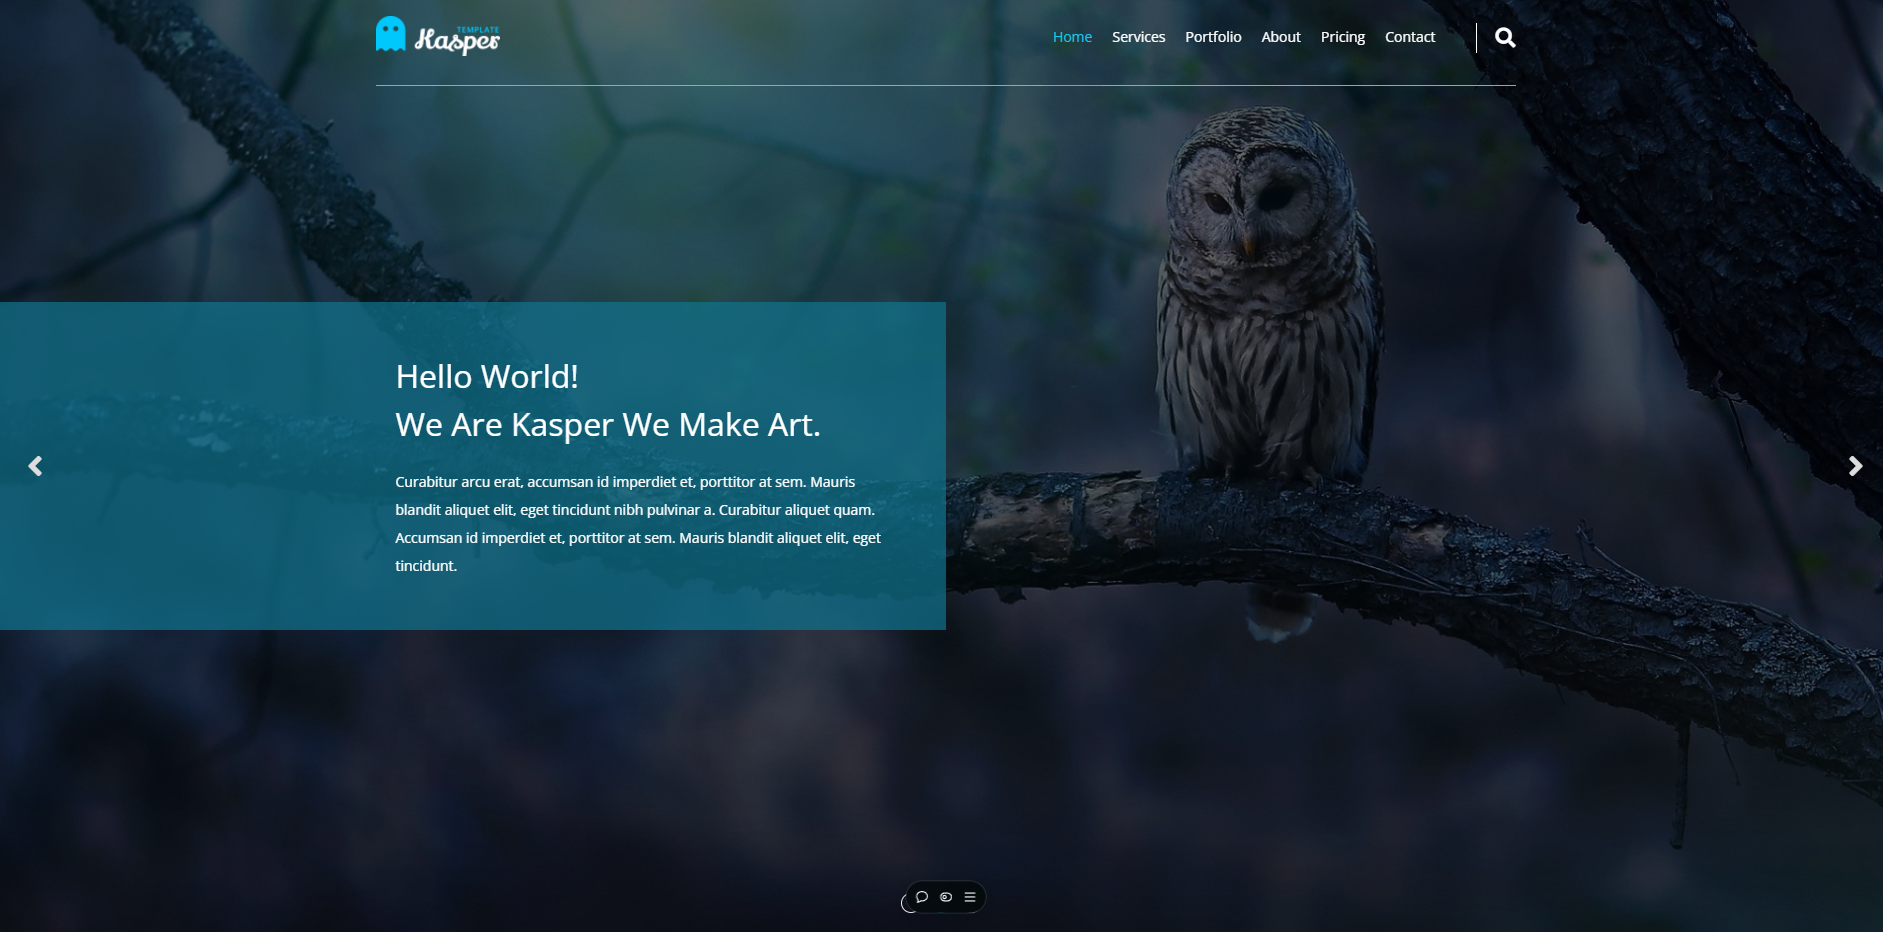 TEMPLATE
Kasper
Home Services Portfolio About Pricing Contact
Hello World!
We Are Kasper We Make Art.
Curabitur arcu erat, accumsan id imperdiet et, porttitor at sem. Mauris
blandit aliquet elit, eget tincidunt nibh pulvinar a. Curabitur aliquet quam.
Accumsan id imperdiet et, porttitor at sem. Mauris blandit aliquet elit, eget
tincidunt.